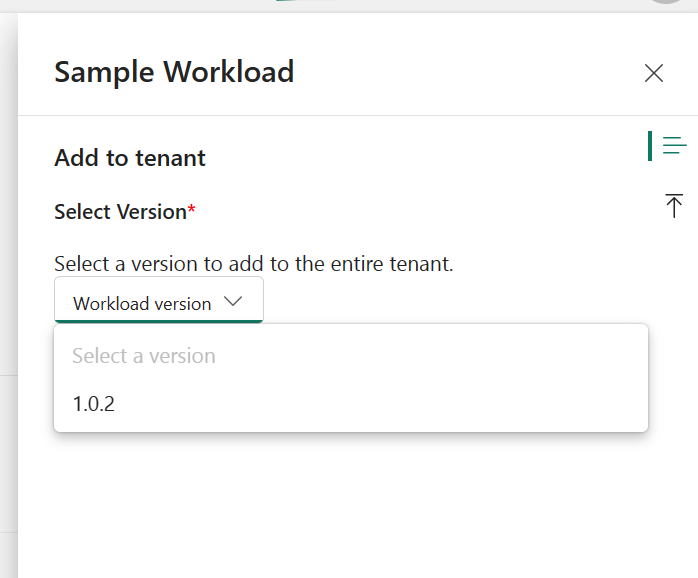 Sample Workload
Add to tenant
Select Version*
Select a version to add to the entire tenant.
Workload version
Select a version
1.0.2